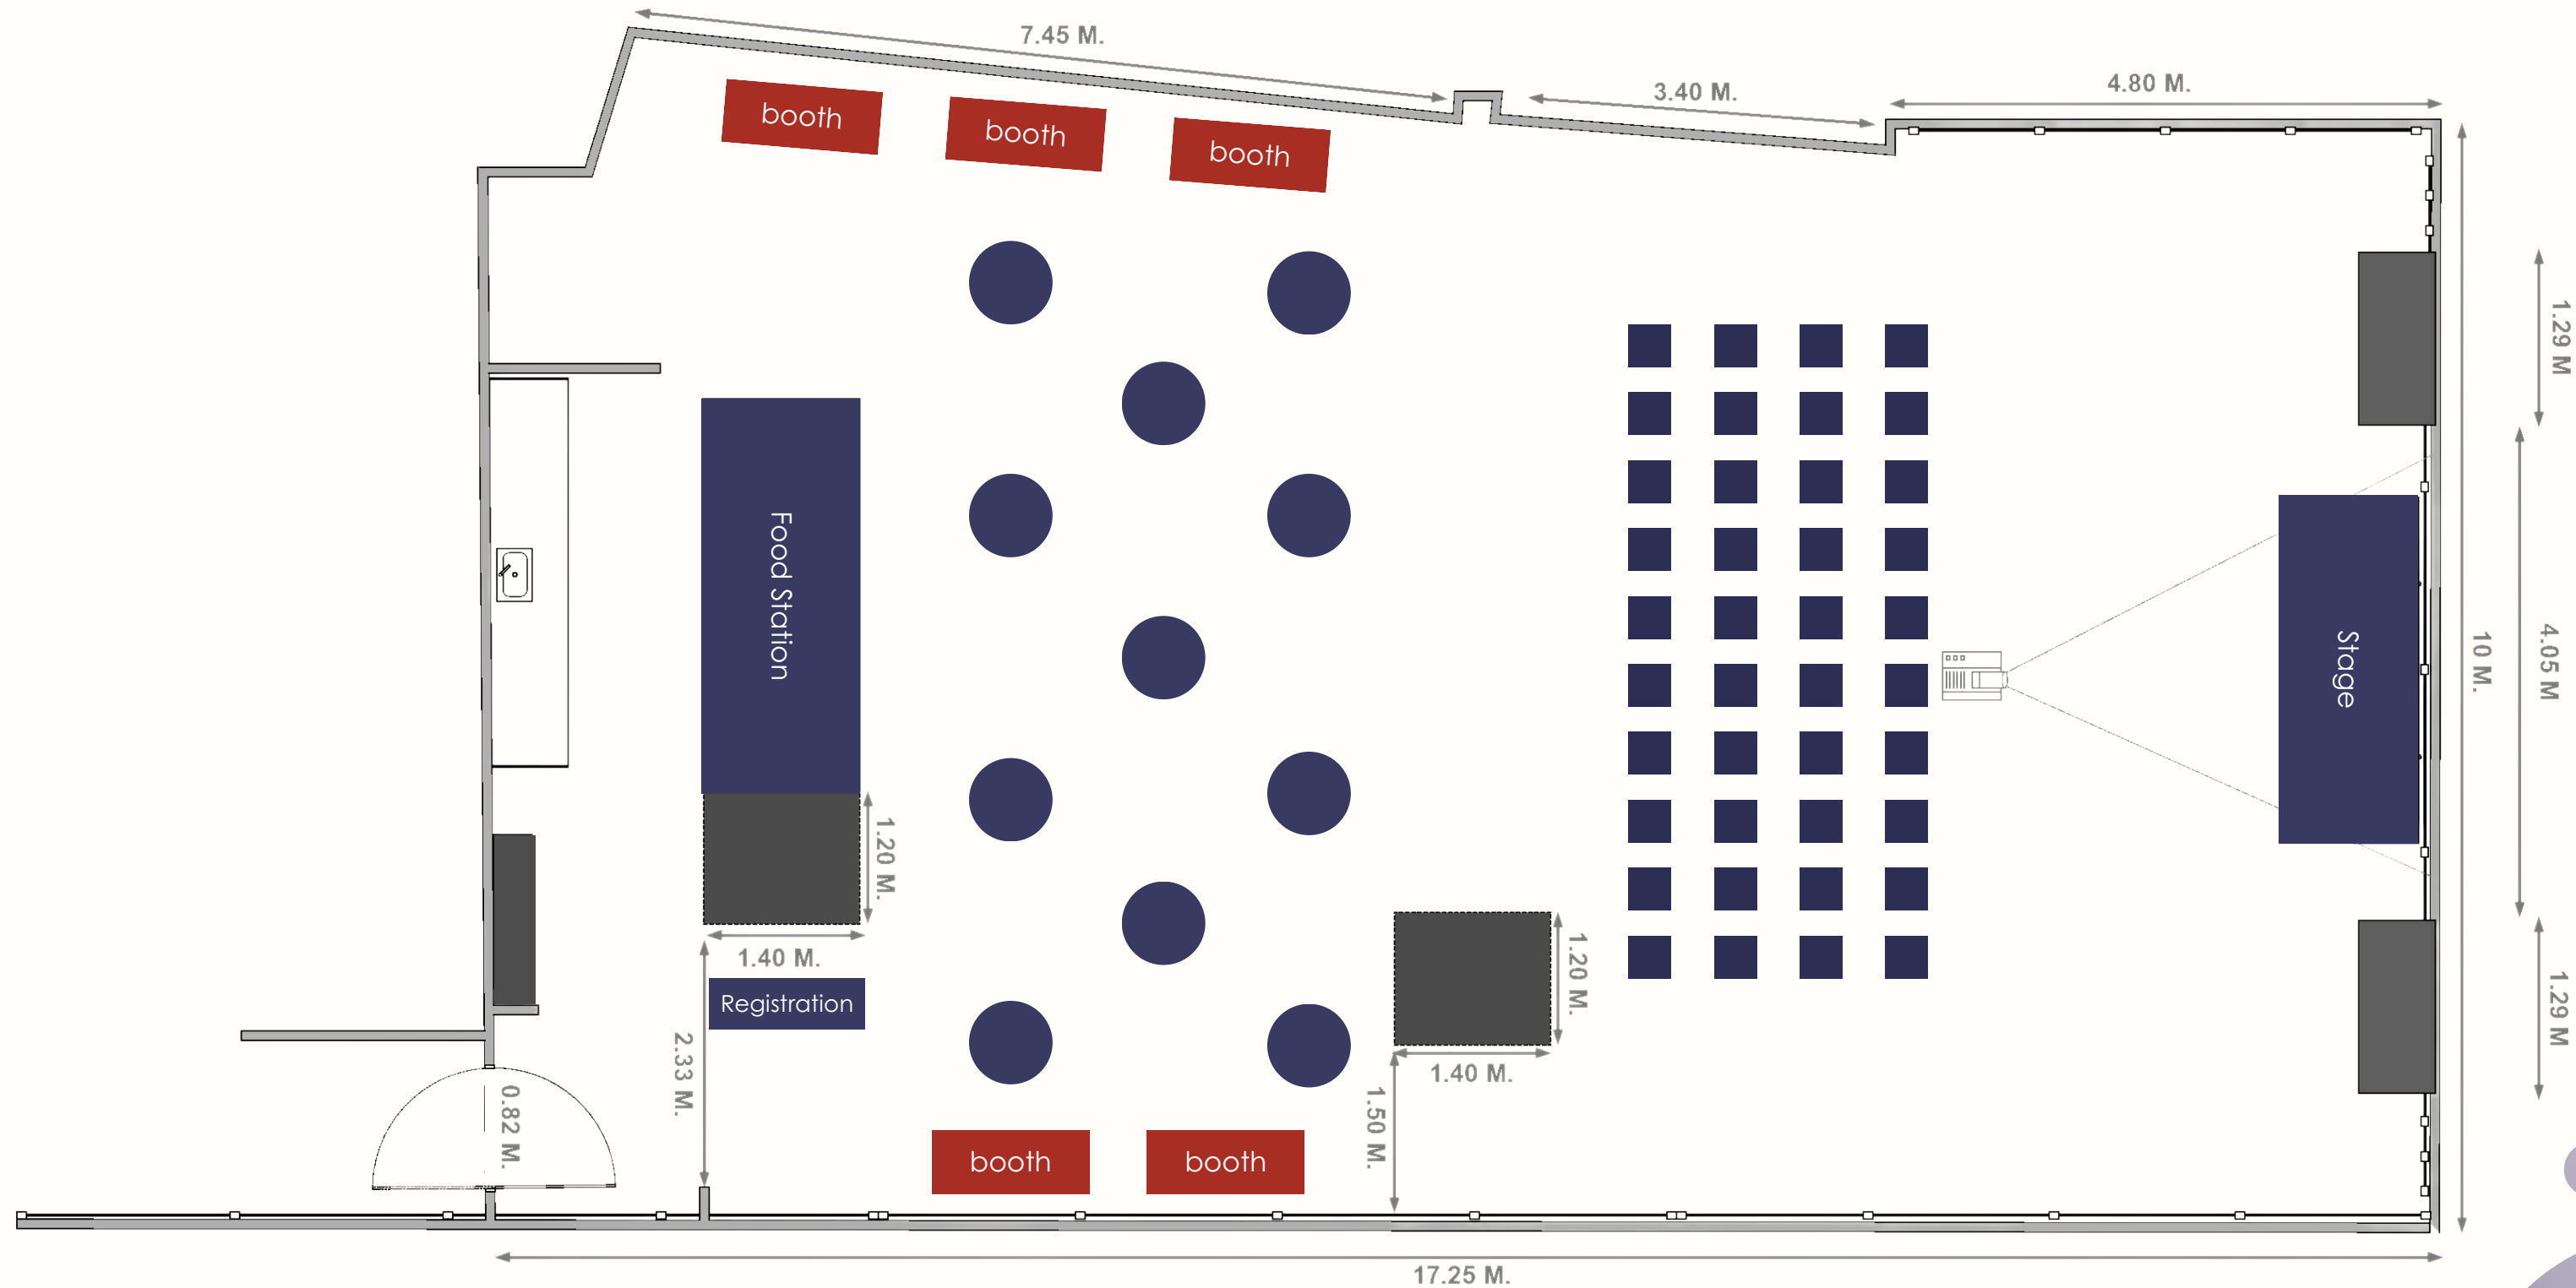 7.45 M.
3.40 M.
4.80 M.
booth
booth
booth
1.29 M
Food Station
Stage
10 M.
4.05 M
1.20 M.
1.40 M.
Registration
1.20 M.
1.40 M.
1.29 M
2.33 M.
0.82 M.
1.50 M.
booth
booth
17.25 M.